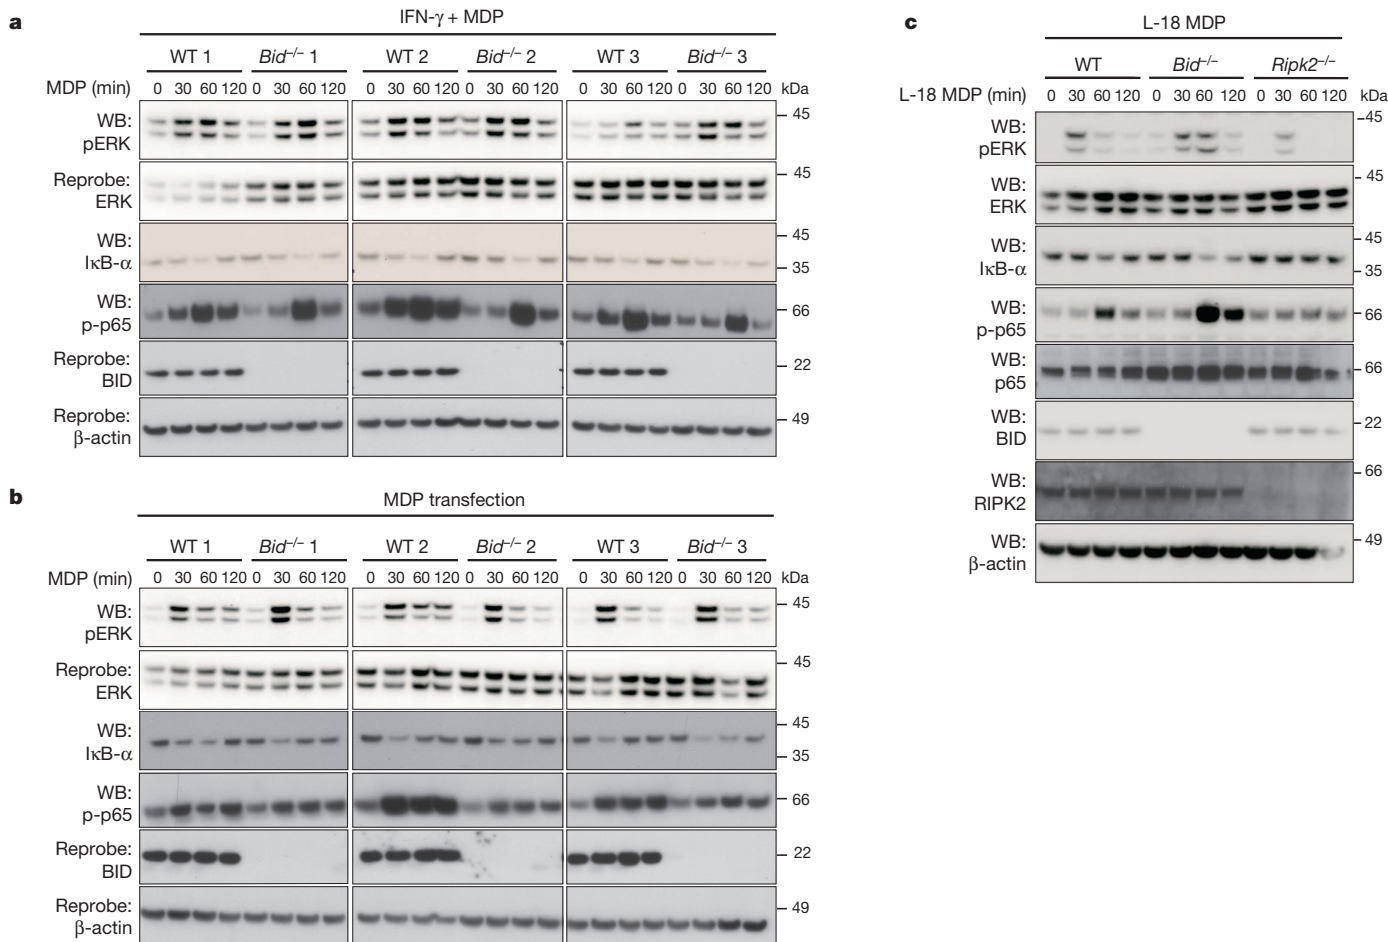 a
IFN-γ + MDP
WT 1 Bid–/– 1 WT 2 Bid–/– 2 WT 3 Bid–/– 3
MDP (min) 0 30 60 120 0 30 60 120 0 30 60 120 0 30 60 120 0 30 60 120 0 30 60 120 kDa
WB:
pERK
45
Reprobe:
ERK
45
WB:
IκB-α
45
35
WB:
p-p65
66
Reprobe:
BID
22
Reprobe:
β-actin
49
b
MDP transfection
WT 1 Bid–/– 1 WT 2 Bid–/– 2 WT 3 Bid–/– 3
MDP (min) 0 30 60 120 0 30 60 120 0 30 60 120 0 30 60 120 0 30 60 120 0 30 60 120 kDa
WB:
pERK
45
Reprobe:
ERK
45
WB:
IκB-α
45
35
WB:
p-p65
66
Reprobe:
BID
22
Reprobe:
β-actin
49
c
L-18 MDP
WT Bid–/– Ripk2–/–
L-18 MDP (min) 0 30 60 120 0 30 60 120 0 30 60 120 kDa
WB:
pERK
45
WB:
ERK
45
WB:
IκB-α
45
35
WB:
p-p65
66
WB:
p65
66
WB:
BID
22
WB:
RIPK2
66
WB:
β-actin
49